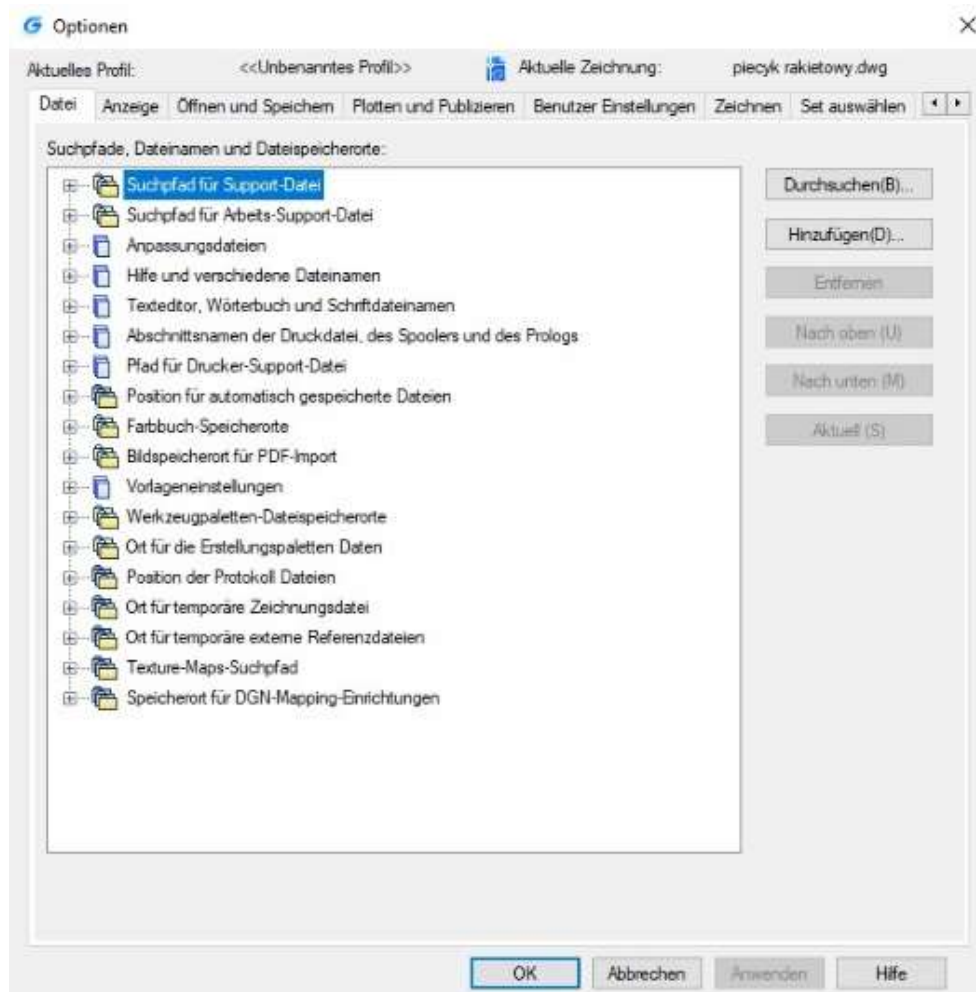 Optionen
Aktuelles Profil: <<Unbenanntes Profil>> Aktuelle Zeichnung: piecyk rakietowy.dwg
Datei Anzeige Öffnen und Speichern Plotten und Publizieren Benutzer Einstellungen Zeichnen Set auswählen
Suchpfade, Dateinamen und Dateispeicherorte:
Suchpfad für Support-Datei
Durchsuchen(B)...
Suchpfad für Arbeits-Support-Datei
Hinzufügen(D)...
Anpassungsdateien
Hilfe und verschiedene Dateinamen
Entfernen
Texteditor, Wörterbuch und Schriftdateinamen
Abschnittsnamen der Druckdatei, des Spoolers und des Prologs
Nach oben (U)
Pfad für Drucker-Support-Datei
Nach unten (M)
Position für automatisch gespeicherte Dateien
Farbbuch-Speicherorte
Aktuell (S)
Bildspeicherort für PDF-Import
Vorlageneinstellungen
Werkzeugpaletten-Dateispeicherorte
Ort für die Erstellungspaletten Daten
Position der Protokoll Dateien
Ort für temporäre Zeichnungsdatei
Ort für temporäre externe Referenzdateien
Texture-Maps-Suchpfad
Speicherort für DGN-Mapping-Einrichtungen
OK Abbrechen Anwenden Hilfe